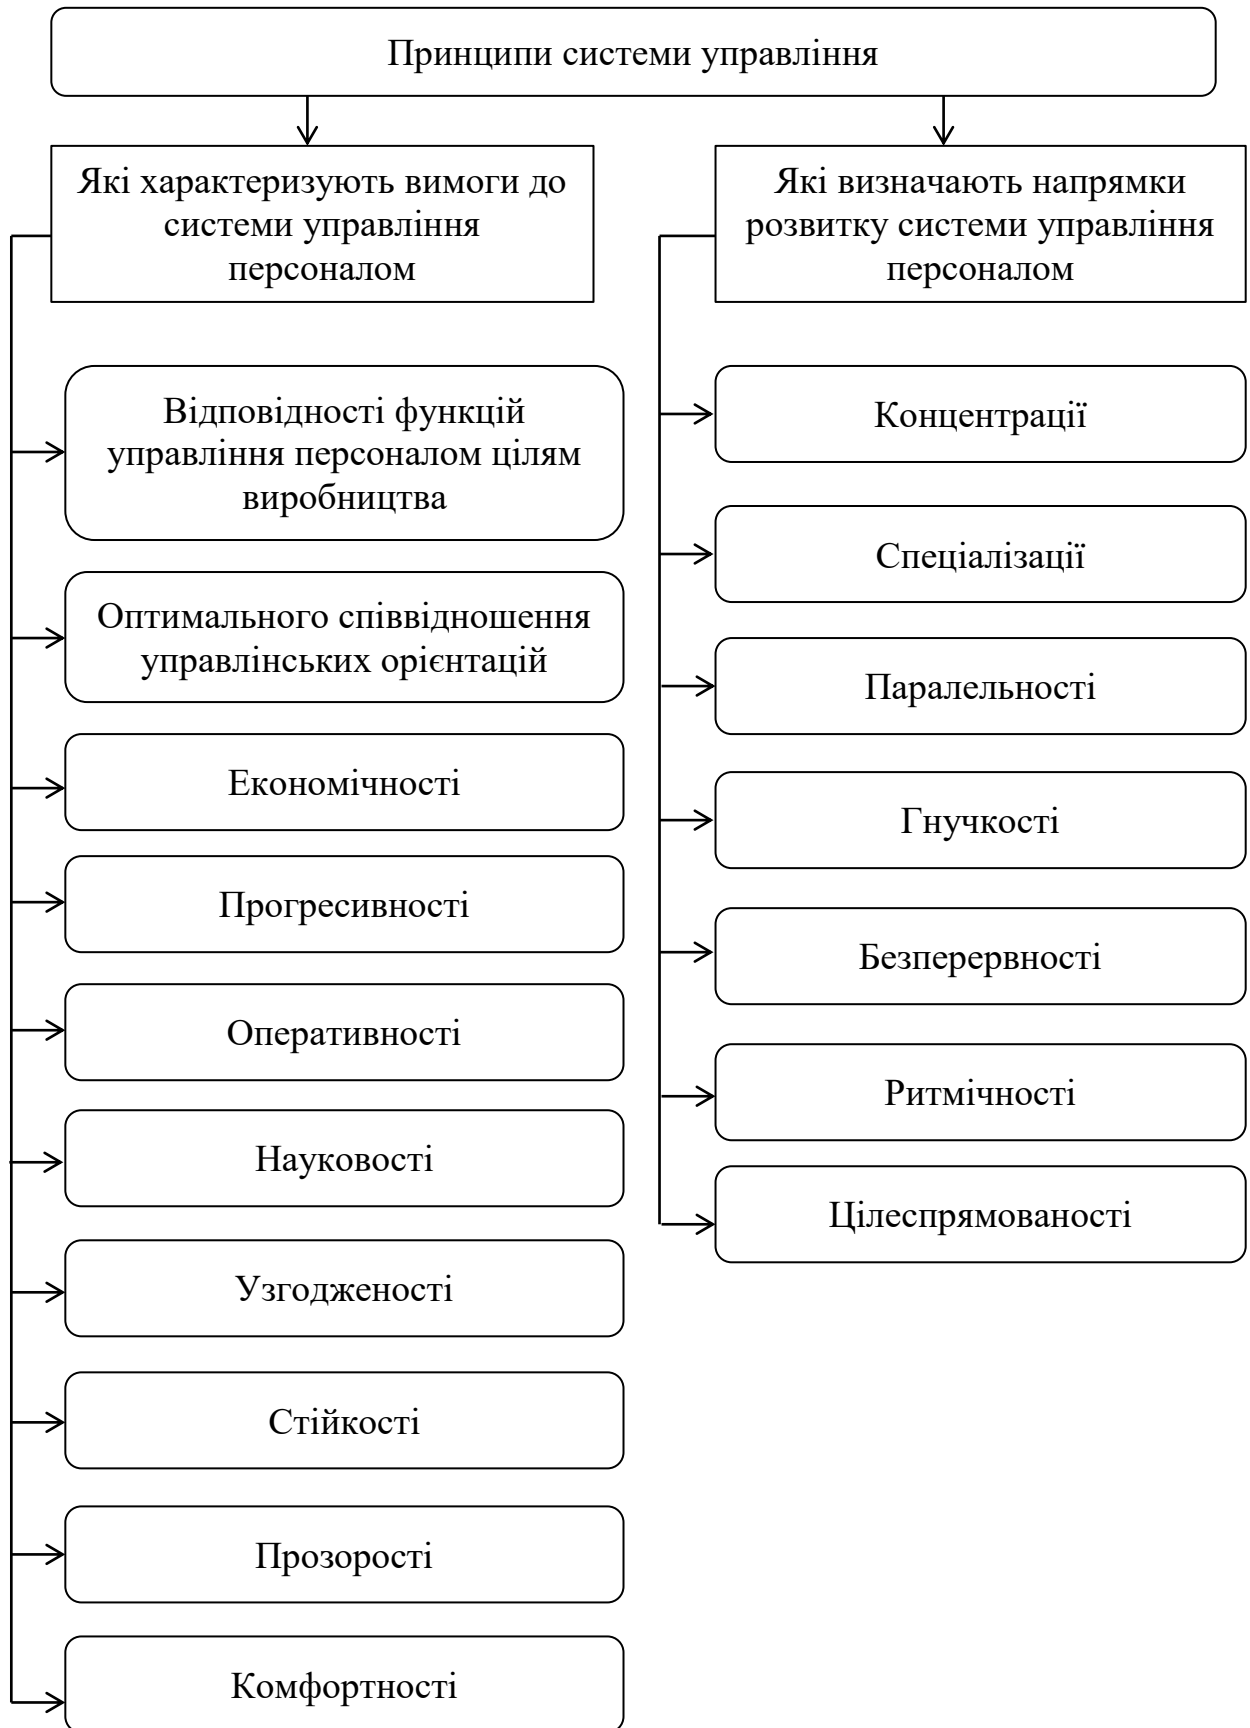 Принципи системи управління
Які характеризують вимоги до
системи управління
персоналом
Відповідності функцій
управління персоналом цілям
виробництва
Оптимального співвідношення
управлінських орієнтацій
Економічності
Прогресивності
Оперативності
Науковості
Узгодженості
Стійкості
Прозорості
Комфортності
Які визначають напрямки
розвитку системи управління
персоналом
Концентрації
Спеціалізації
Паралельності
Гнучкості
Безперервності
Ритмічності
Цілеспрямованості